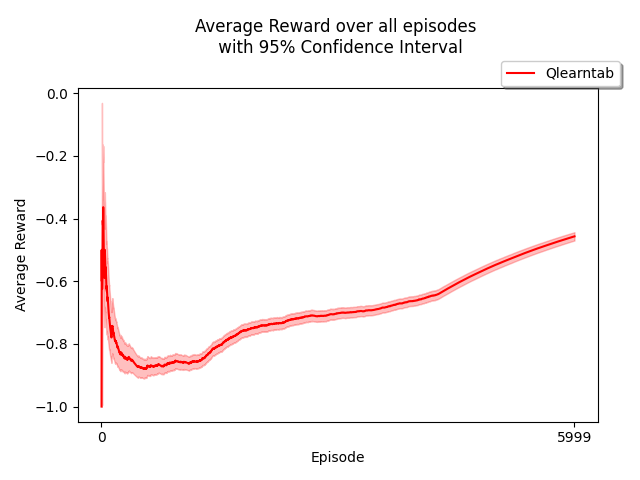 Average Reward over all episodes
with 95% Confidence Interval
Qlearntab
0.0
−0.2
−0.4
−0.6
−0.8
−1.0
Average Reward
0
5999
Episode